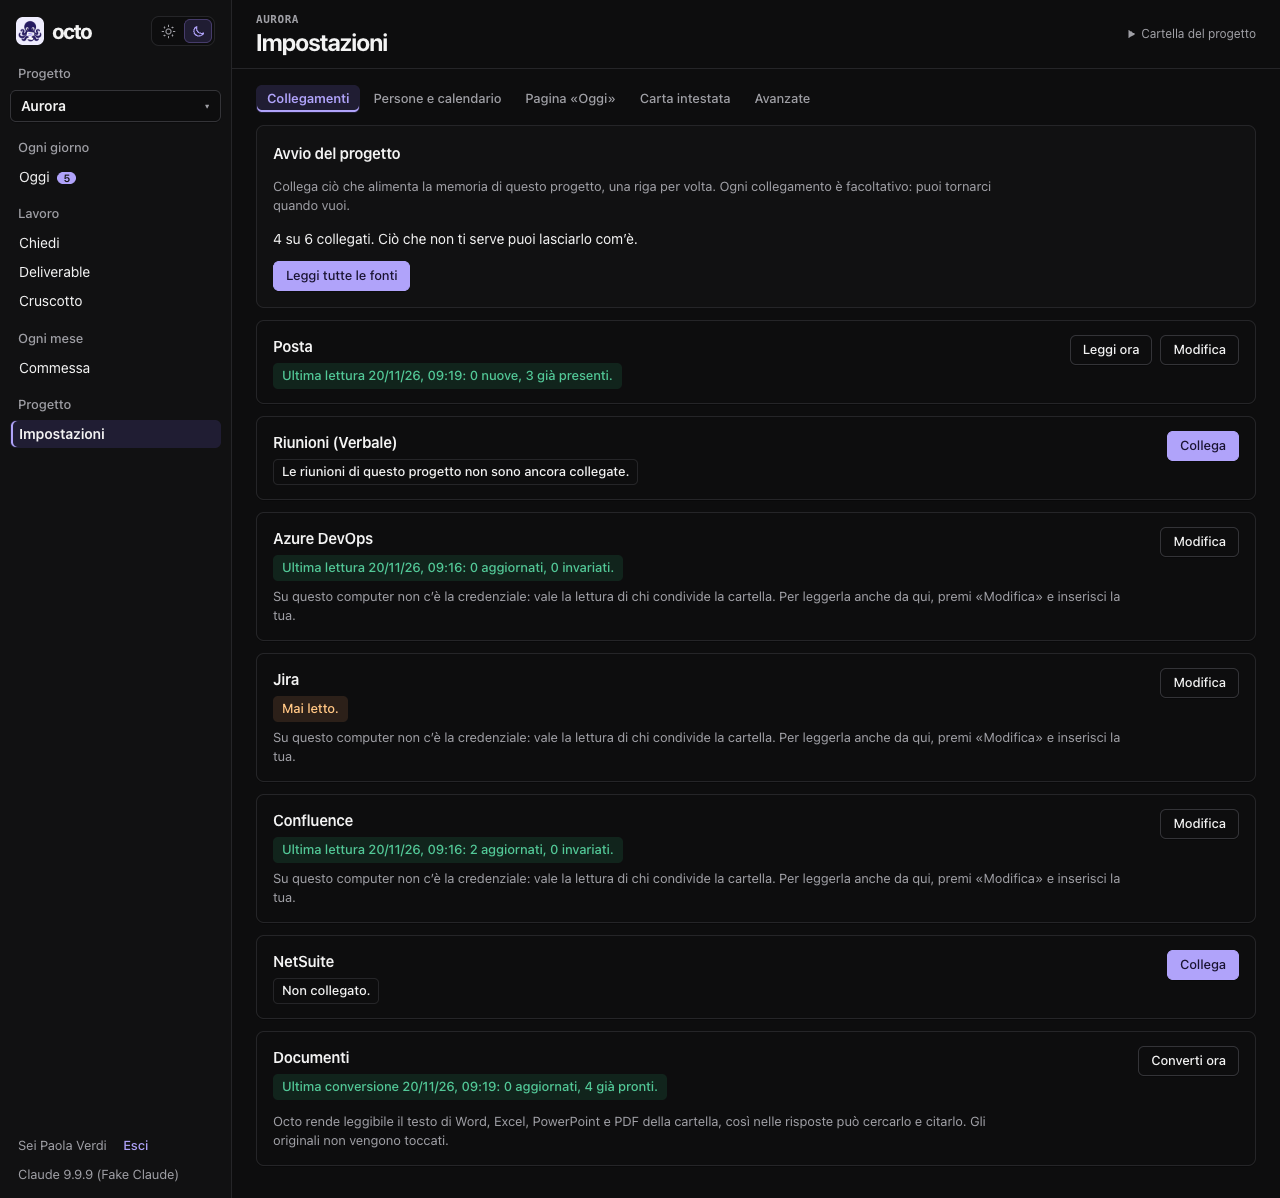 octo
Progetto
Aurora
Ogni giorno
Oggi 5
Lavoro
Chiedi
Deliverable
Cruscotto
Ogni mese
Commessa
Progetto
Impostazioni
Sei Paola Verdi Esci
Claude 9.9.9 (Fake Claude)
AURORA
Impostazioni
Cartella del progetto
Collegamenti Persone e calendario Pagina «Oggi» Carta intestata Avanzate
Avvio del progetto
Collega ciò che alimenta la memoria di questo progetto, una riga per volta. Ogni collegamento è facoltativo: puoi tornarci
quando vuoi.
4 su 6 collegati. Ciò che non ti serve puoi lasciarlo com’è.
Leggi tutte le fonti
Posta
Leggi ora Modifica
Ultima lettura 20/11/26, 09:19: 0 nuove, 3 già presenti.
Riunioni (Verbale)
Collega
Le riunioni di questo progetto non sono ancora collegate.
Azure DevOps
Modifica
Ultima lettura 20/11/26, 09:16: 0 aggiornati, 0 invariati.
Su questo computer non c’è la credenziale: vale la lettura di chi condivide la cartella. Per leggerla anche da qui, premi «Modifica» e inserisci la
tua.
Jira
Modifica
Mai letto.
Su questo computer non c’è la credenziale: vale la lettura di chi condivide la cartella. Per leggerla anche da qui, premi «Modifica» e inserisci la
tua.
Confluence
Modifica
Ultima lettura 20/11/26, 09:16: 2 aggiornati, 0 invariati.
Su questo computer non c’è la credenziale: vale la lettura di chi condivide la cartella. Per leggerla anche da qui, premi «Modifica» e inserisci la
tua.
NetSuite
Collega
Non collegato.
Documenti
Converti ora
Ultima conversione 20/11/26, 09:19: 0 aggiornati, 4 già pronti.
Octo rende leggibile il testo di Word, Excel, PowerPoint e PDF della cartella, così nelle risposte può cercarlo e citarlo. Gli
originali non vengono toccati.